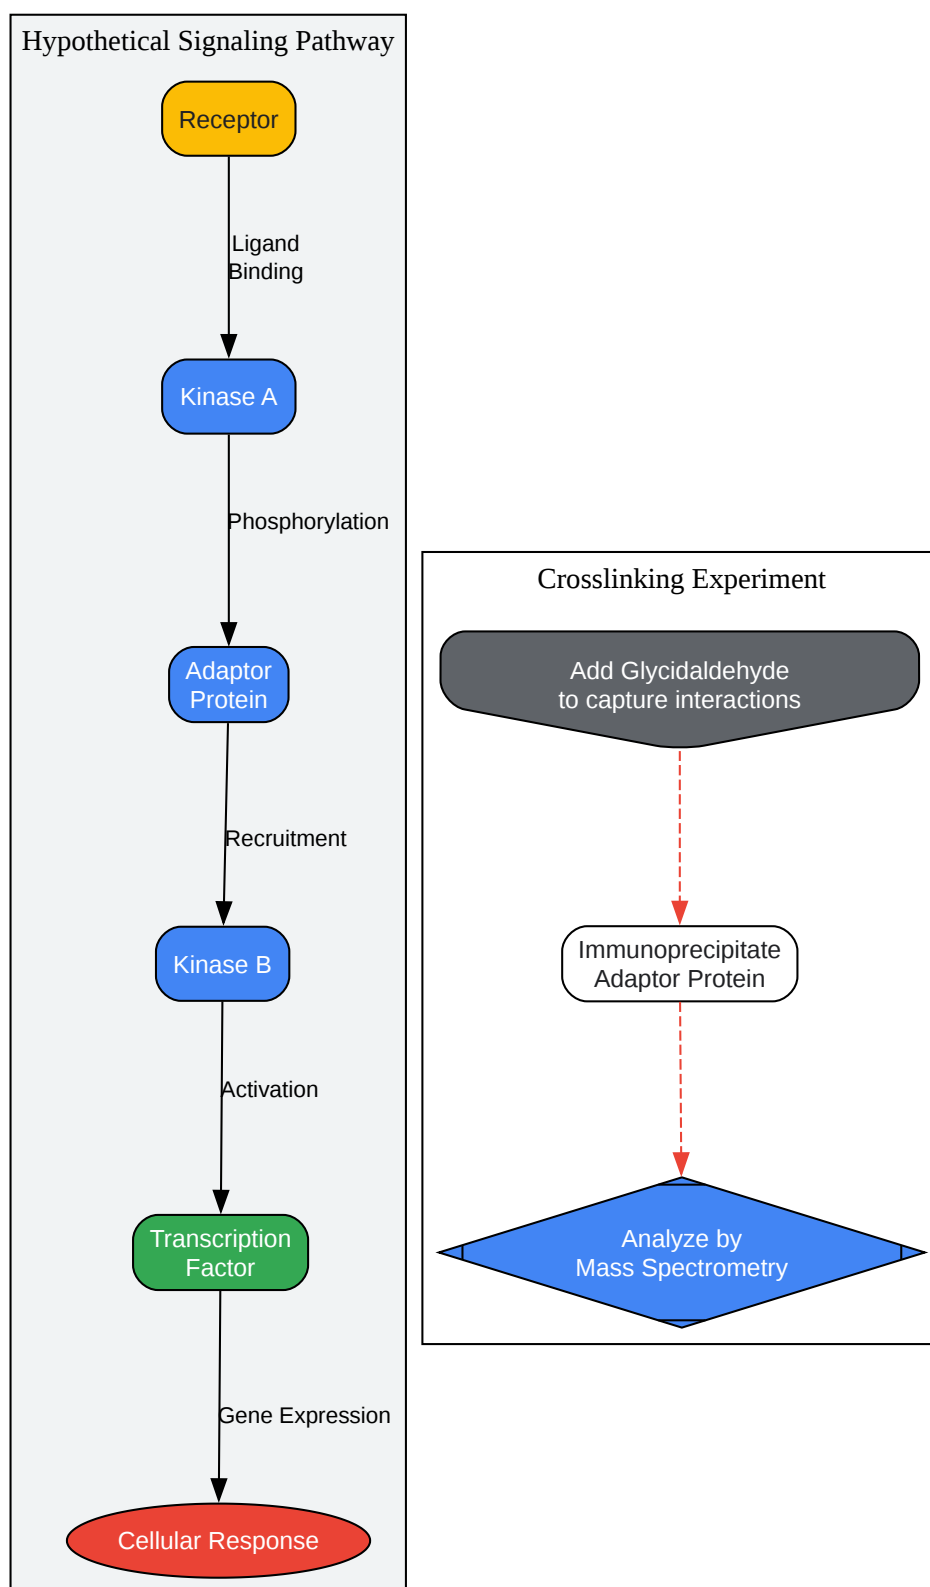 Hypothetical Signaling Pathway
Receptor
Ligand
Binding
Kinase A
Phosphorylation
Adaptor
Protein
Recruitment
Kinase B
Activation
Transcription
Factor
Gene Expression
Cellular Response
Crosslinking Experiment
Add Glycidaldehyde
to capture interactions
Immunoprecipitate
Adaptor Protein
Analyze by
Mass Spectrometry